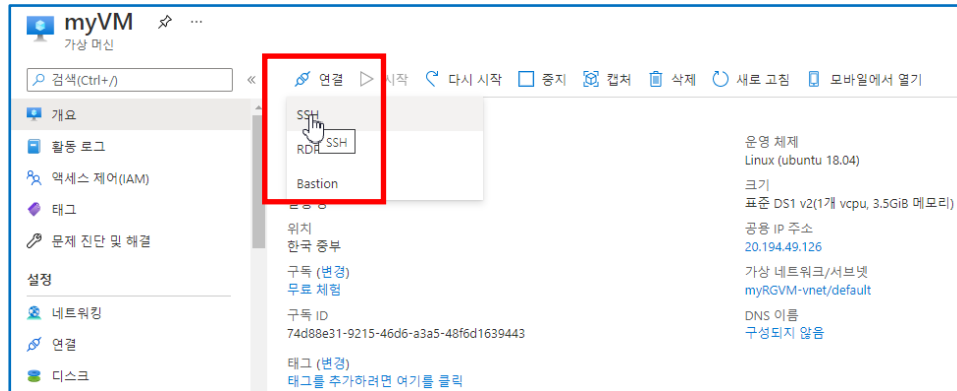 myVM
가상 머신
검색(Ctrl+/)
«
연결
시작
다시 시작
중지
캡처
삭제
새로 고침
모바일에서 열기
개요
활동 로그
액세스 제어(IAM)
태그
문제 진단 및 해결
설정
네트워킹
연결
디스크
SSH
SSH
Bastion
위치
한국 중부
구독 (변경)
무료 체험
구독 ID
74d88e31-9215-46d6-a3a5-48f6d1639443
태그 (변경)
태그를 추가하려면 여기를 클릭
운영 체제
Linux (ubuntu 18.04)
크기
표준 DS1 v2(1개 vcpu, 3.5GiB 메모리)
공용 IP 주소
20.194.49.126
가상 네트워크/서브넷
myRGVM-vnet/default
DNS 이름
구성되지 않음